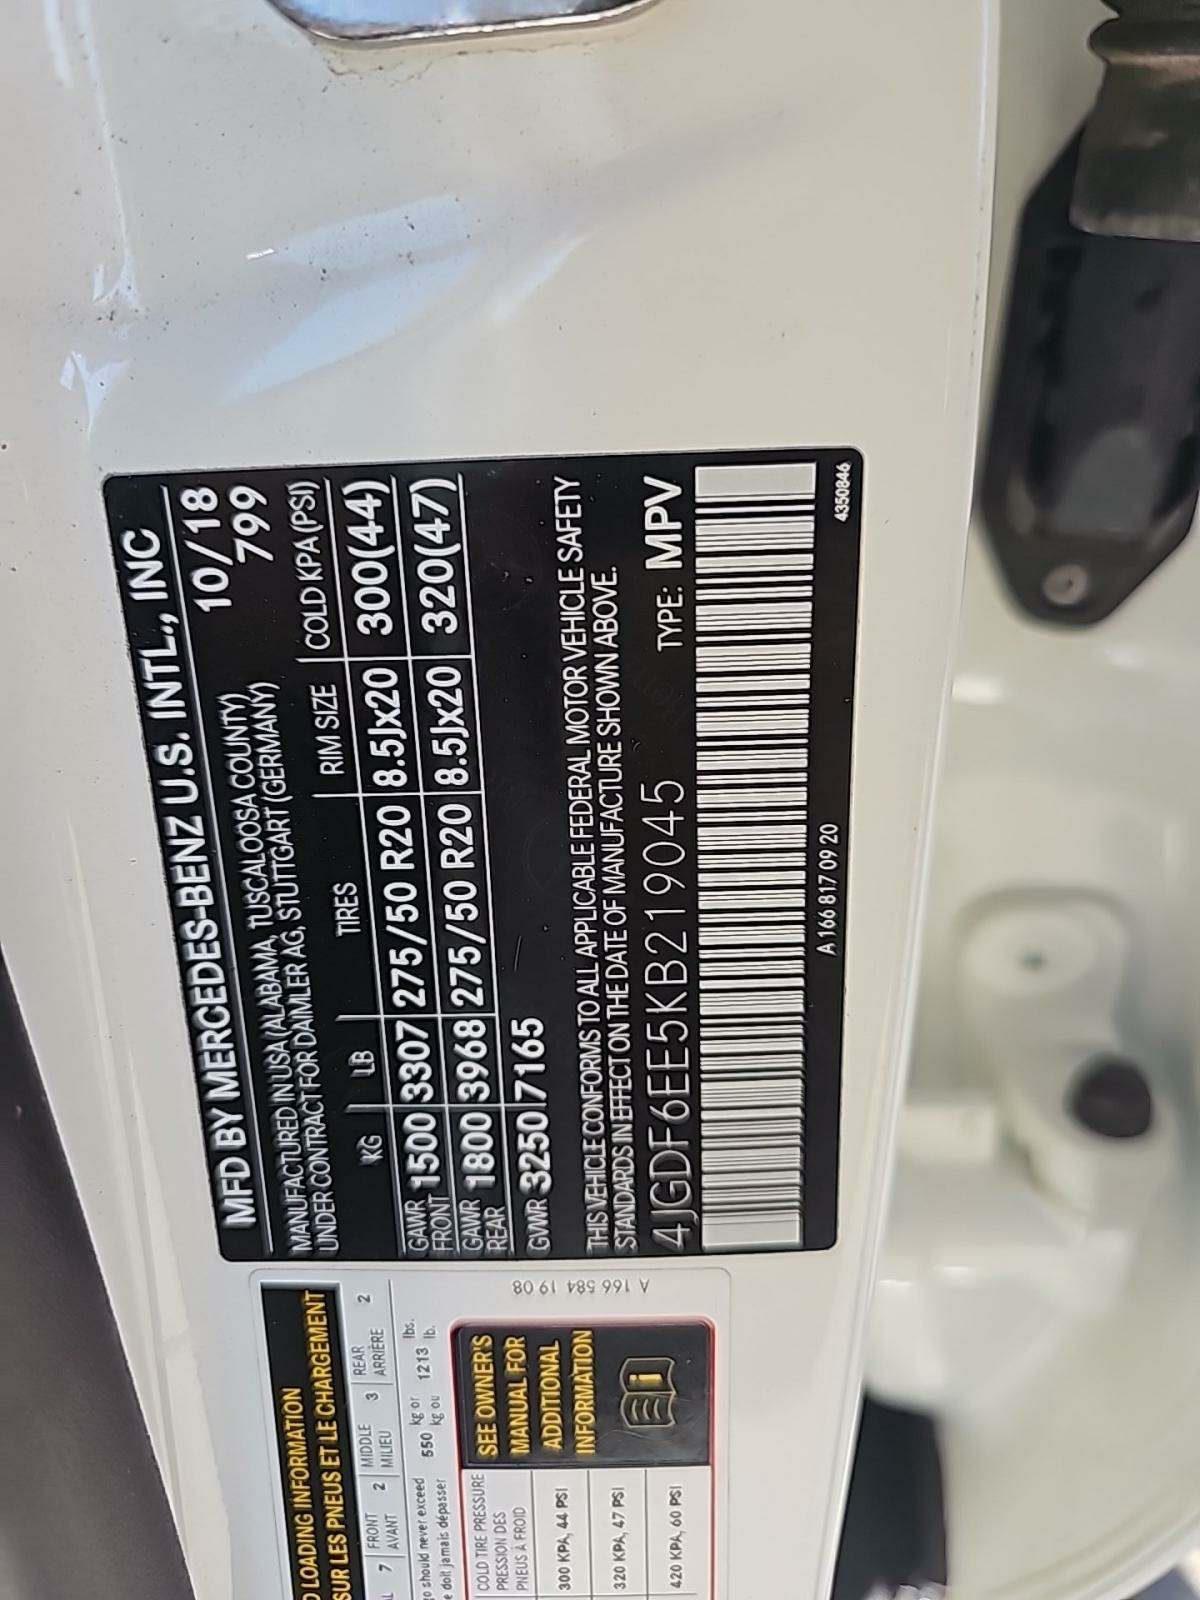 MFD BY MERCEDES-BENZ U.S. INTL., INC
MANUFACTURED IN USA (ALABAMA, TUSCALOOSA COUNTY) 10/18
UNDER CONTRACT FOR DAIMLER AG, STUTTGART (GERMANY) 799
KG LB TIRES RIM SIZE COLD KPA (PSI)
GAWR FRONT 1500 3307 275/50 R20 8.5Jx20 300(44)
GAWR REAR 1800 3968 275/50 R20 8.5Jx20 320(47)
GVWR 3250 7165
THIS VEHICLE CONFORMS TO ALL APPLICABLE FEDERAL MOTOR VEHICLE SAFETY
STANDARDS IN EFFECT ON THE DATE OF MANUFACTURE SHOWN ABOVE.
4JGDF6EE5KB219045 TYPE: MPV
A 166 817 09 20
4350846
LOADING INFORMATION
SUR LES PNEUS ET LE CHARGEMENT
7 FRONT 2 MIDDLE 3 REAR 2
AVANT MILIEU ARRIÈRE
should never exceed 550 kg or 1213 lbs.
doit jamais dépasser kg ou lb.
COLD TIRE PRESSURE
PRESSION DES
PNEUS À FROID
300 KPA, 44 PSI
320 KPA, 47 PSI
420 KPA, 60 PSI
SEE OWNER'S
MANUAL FOR
ADDITIONAL
INFORMATION
i
A 166 584 19 08